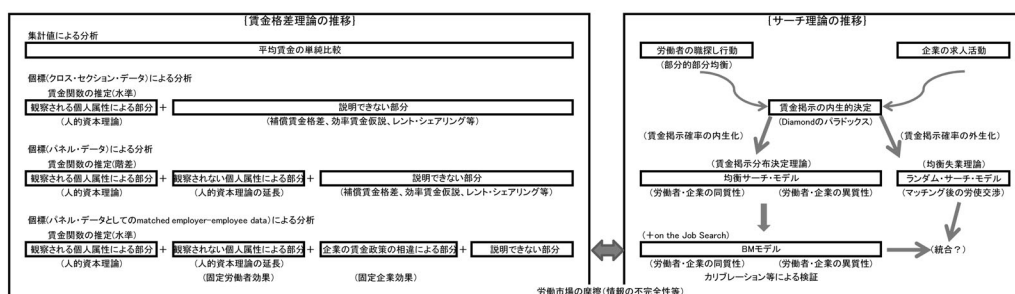 [賃金格差理論の推移]
集計値による分析
平均賃金の単純比較
個標(クロス・セクション・データ)による分析
賃金関数の推定(水準)
観察される個人属性による部分 + 説明できない部分
(人的資本理論) (補償賃金格差、効率賃金仮説、レント・シェアリング等)
個標(パネル・データ)による分析
賃金関数の推定(階差)
観察される個人属性による部分 + 観察されない個人属性による部分 + 説明できない部分
(人的資本理論) (人的資本理論の延長) (補償賃金格差、効率賃金仮説、レント・シェアリング等)
個標(パネル・データとしてのmatched employer-employee data)による分析
賃金関数の推定(水準)
観察される個人属性による部分 + 観察されない個人属性による部分 + 企業の賃金政策の相違による部分 + 説明できない部分
(人的資本理論) (人的資本理論の延長)
(固定労働者効果) (固定企業効果)
[サーチ理論の推移]
労働者の職探し行動 企業の求人活動
(部分的部分均衡)
賃金掲示の内生的決定
(Diamondのパラドックス)
(賃金掲示確率の内生化) (賃金掲示確率の外生化)
(賃金掲示分布決定理論) (均衡失業理論)
均衡サーチ・モデル ランダム・サーチ・モデル
(労働者・企業の同質性) (労働者・企業の異質性) (マッチング後の労使交渉)
(+on the Job Search)
BMモデル (統合?)
(労働者・企業の同質性) (労働者・企業の異質性)
カリブレーション等による検証
労働市場の摩擦(情報の不完全性等)